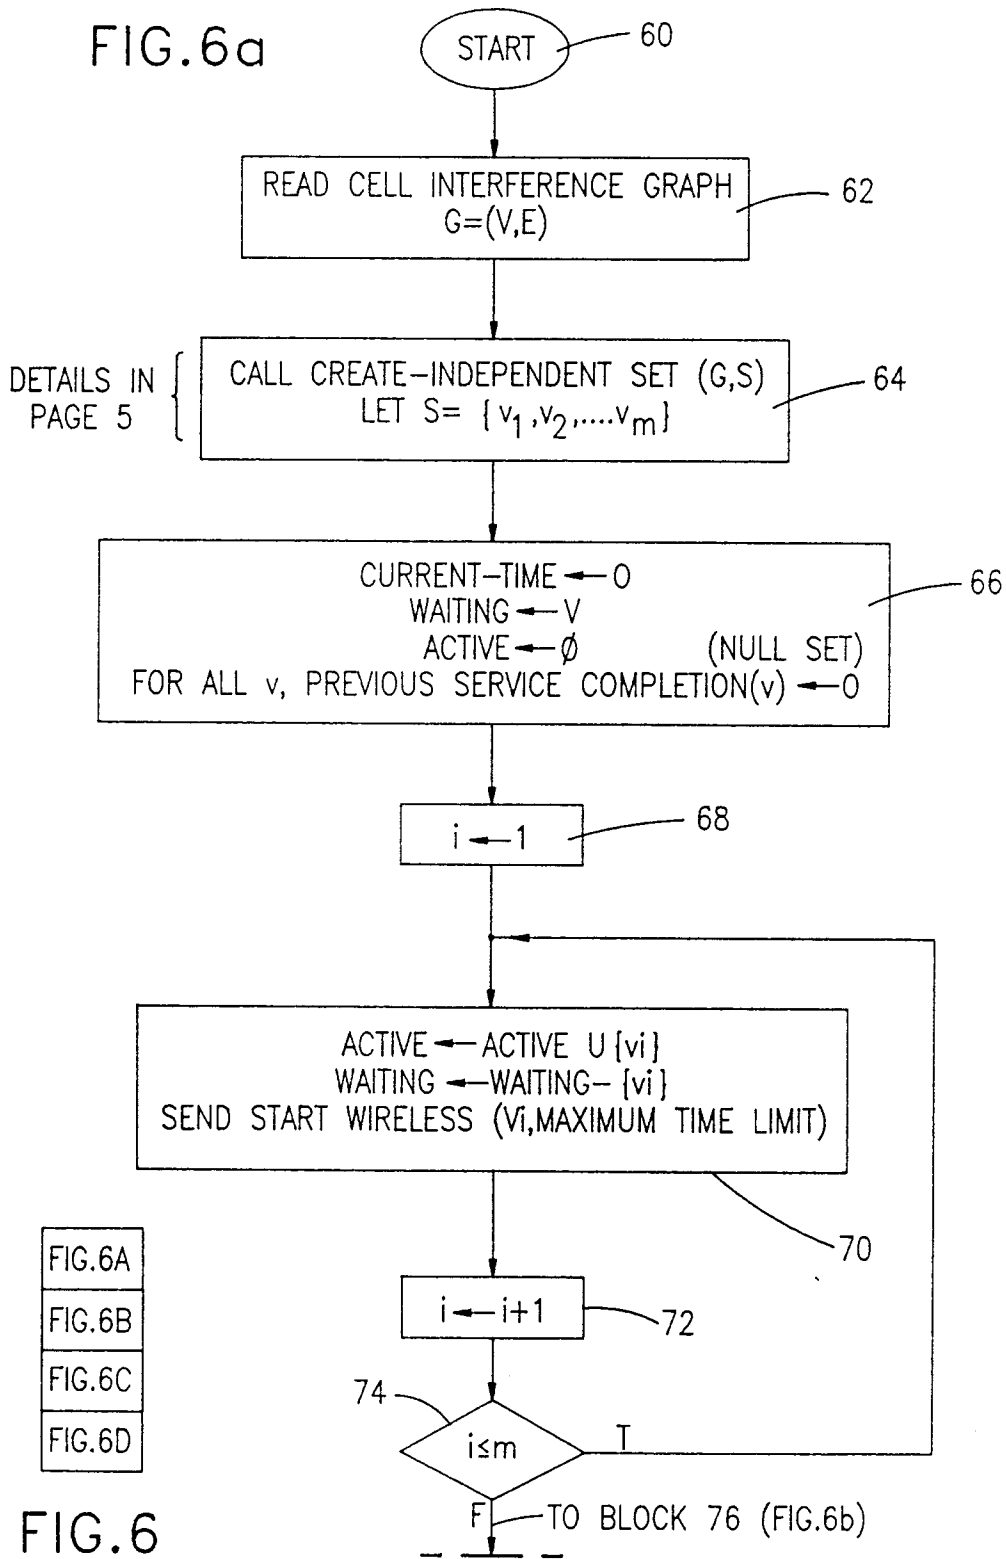 FIG.6a
START
60
READ CELL INTERFERENCE GRAPH
G=(V,E)
62
DETAILS IN
PAGE 5
CALL CREATE-INDEPENDENT SET (G,S)
LET S= {v1,v2,....vm}
64
CURRENT-TIME ← 0
WAITING ← V
ACTIVE ← ∅ (NULL SET)
FOR ALL v, PREVIOUS SERVICE COMPLETION(v) ← 0
66
i ← 1
68
ACTIVE ← ACTIVE U {vi}
WAITING ← WAITING- {vi}
SEND START WIRELESS (Vi,MAXIMUM TIME LIMIT)
70
i ← i+1
72
74
i≤m
T
F
TO BLOCK 76 (FIG.6b)
FIG.6A
FIG.6B
FIG.6C
FIG.6D
FIG.6